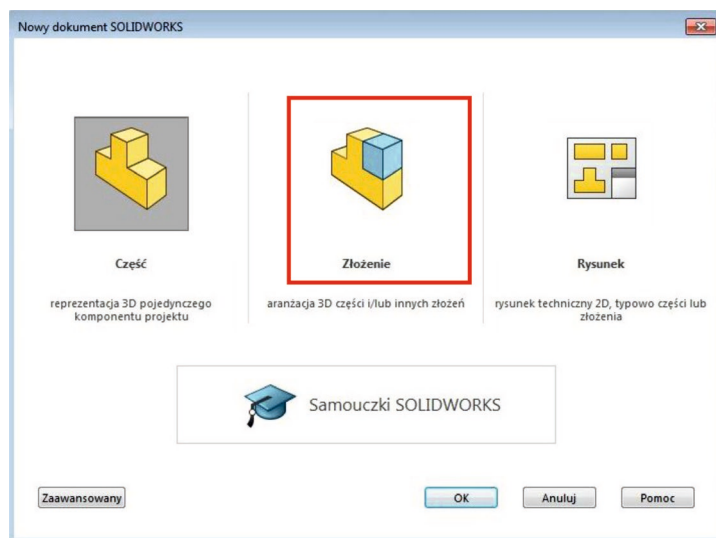 Nowy dokument SOLIDWORKS
Część
reprezentacja 3D pojedynczego
komponentu projektu
Złożenie
aranżacja 3D części i/lub innych złożeń
Rysunek
rysunek techniczny 2D, typowo części lub
złożenia
Samouczki SOLIDWORKS
Zaawansowany
OK
Anuluj
Pomoc